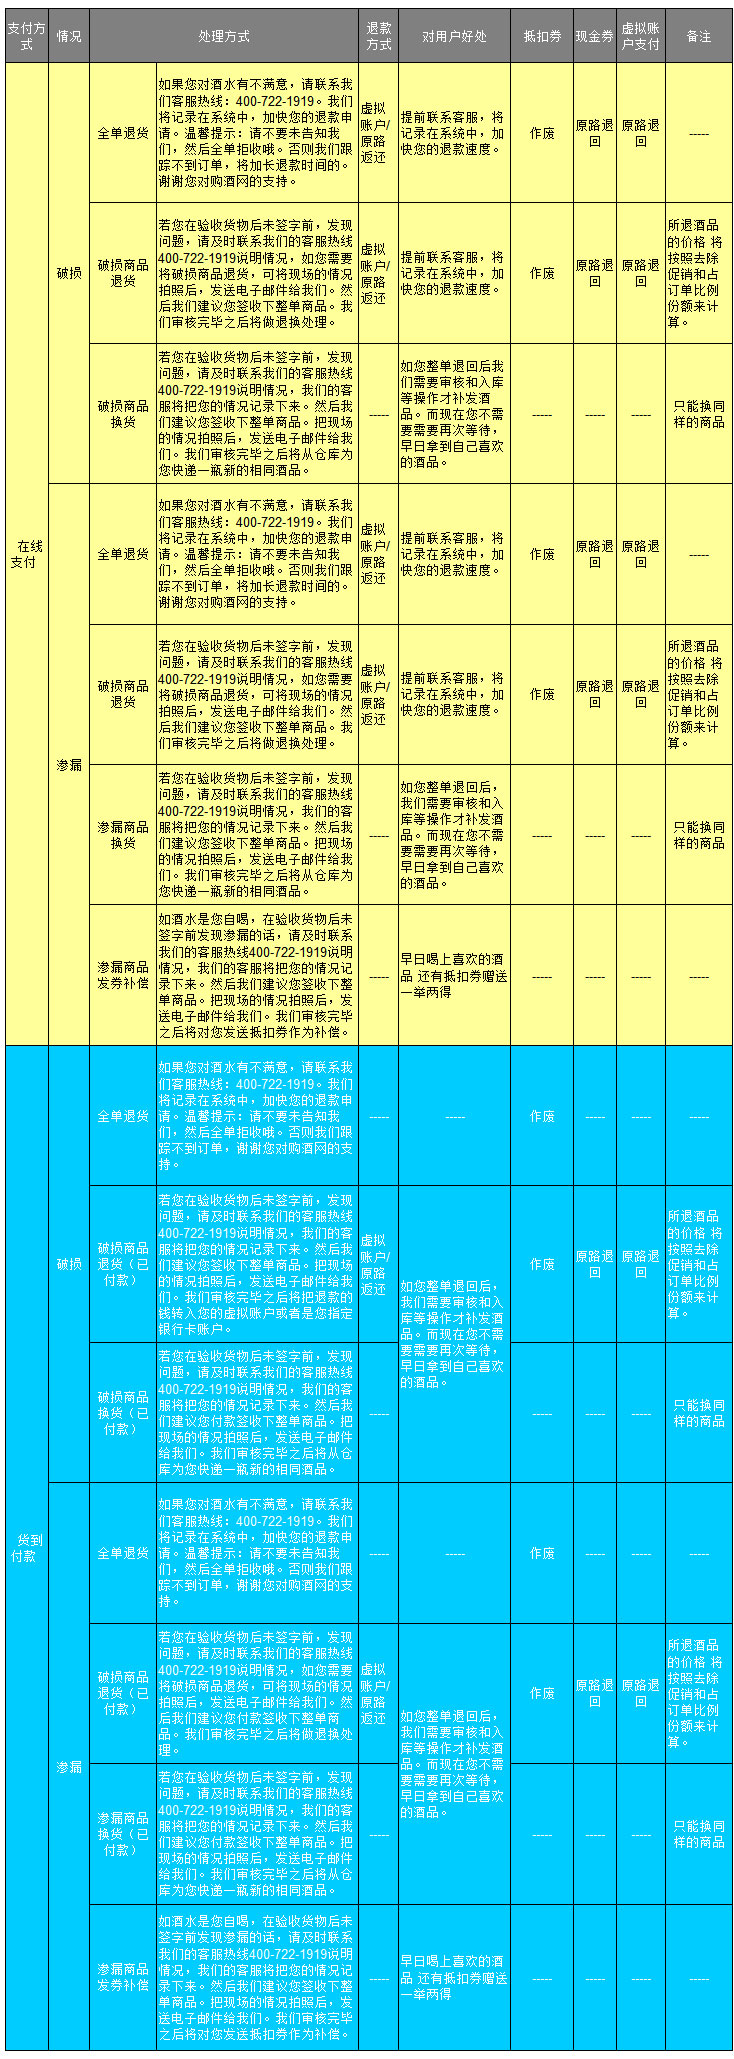 支付方
式
情况
处理方式
退款
方式
对用户好处
抵扣券
现金券
虚拟账
户支付
备注
在线
支付
破损
全单退货
如果您对酒水有不满意，请联系我
们客服热线：400-722-1919。我们
将记录在系统中，加快您的退款申
请。温馨提示：请不要未告知我
们，然后全单拒收哦。否则我们跟
踪不到订单，将加长退款时间的。
谢谢您对购酒网的支持。
虚拟
账户/
原路
返还
提前联系客服，将
记录在系统中，加
快您的退款速度。
作废
原路退
回
原路退
回
-----
破损商品
退货
若您在验收货物后未签字前，发现
问题，请及时联系我们的客服热线
400-722-1919说明情况，如您需要
将破损商品退货，可将现场的情况
拍照后，发送电子邮件给我们。然
后我们建议您签收下整单商品。我
们审核完毕之后将做退换处理。
虚拟
账户/
原路
返还
提前联系客服，将
记录在系统中，加
快您的退款速度。
作废
原路退
回
原路退
回
所退酒品
的价格 将
按照去除
促销和占
订单比例
份额来计
算。
破损商品
换货
若您在验收货物后未签字前，发现
问题，请及时联系我们的客服热线
400-722-1919说明情况，我们的客
服将把您的情况记录下来。然后我
们建议您签收下整单商品。把现场
的情况拍照后，发送电子邮件给我
们。我们审核完毕之后将从仓库为
您快递一瓶新的相同酒品。
-----
如您整单退回后我
们需要审核和入库
等操作才补发酒
品。而现在您不需
要需要再次等待，
早日拿到自己喜欢
的酒品。
-----
-----
-----
只能换同
样的商品
渗漏
全单退货
如果您对酒水有不满意，请联系我
们客服热线：400-722-1919。我们
将记录在系统中，加快您的退款申
请。温馨提示：请不要未告知我
们，然后全单拒收哦。否则我们跟
踪不到订单，将加长退款时间的。
谢谢您对购酒网的支持。
虚拟
账户/
原路
返还
提前联系客服，将
记录在系统中，加
快您的退款速度。
作废
原路退
回
原路退
回
-----
破损商品
退货
若您在验收货物后未签字前，发现
问题，请及时联系我们的客服热线
400-722-1919说明情况，如您需要
将破损商品退货，可将现场的情况
拍照后，发送电子邮件给我们。然
后我们建议您签收下整单商品。我
们审核完毕之后将做退换处理。
虚拟
账户/
原路
返还
提前联系客服，将
记录在系统中，加
快您的退款速度。
作废
原路退
回
原路退
回
所退酒品
的价格 将
按照去除
促销和占
订单比例
份额来计
算。
渗漏商品
换货
若您在验收货物后未签字前，发现
问题，请及时联系我们的客服热线
400-722-1919说明情况，我们的客
服将把您的情况记录下来。然后我
们建议您签收下整单商品。把现场
的情况拍照后，发送电子邮件给我
们。我们审核完毕之后将从仓库为
您快递一瓶新的相同酒品。
-----
如您整单退回后，
我们需要审核和入
库等操作才补发酒
品。而现在您不需
要需要再次等待，
早日拿到自己喜欢
的酒品。
-----
-----
-----
只能换同
样的商品
渗漏商品
发券补偿
如酒水是您自喝，在验收货物后未
签字前发现渗漏的话，请及时联系
我们的客服热线400-722-1919说明
情况，我们的客服将把您的情况记
录下来。然后我们建议您签收下整
单商品。把现场的情况拍照后，发
送电子邮件给我们。我们审核完毕
之后将对您发送抵扣券作为补偿。
-----
早日喝上喜欢的酒
品 还有抵扣券赠送
一举两得
-----
-----
-----
-----
货到
付款
破损
全单退货
如果您对酒水有不满意，请联系我
们客服热线：400-722-1919。我们
将记录在系统中，加快您的退款申
请。温馨提示：请不要未告知我
们，然后全单拒收哦。否则我们跟
踪不到订单，谢谢您对购酒网的支
持。
-----
-----
作废
-----
-----
-----
破损商品
退货（已
付款）
若您在验收货物后未签字前，发现
问题，请及时联系我们的客服热线
400-722-1919说明情况，我们的客
服将把您的情况记录下来。然后我
们建议您签收下整单商品。把现场
的情况拍照后，发送电子邮件给我
们。我们审核完毕之后将把退款的
钱转入您的虚拟账户或者是您指定
银行卡账户。
虚拟
账户/
原路
返还
如您整单退回后，
我们需要审核和入
库等操作才补发酒
品。而现在您不需
要需要再次等待，
早日拿到自己喜欢
的酒品。
作废
原路退
回
原路退
回
所退酒品
的价格 将
按照去除
促销和占
订单比例
份额来计
算。
破损商品
换货（已
付款）
若您在验收货物后未签字前，发现
问题，请及时联系我们的客服热线
400-722-1919说明情况，我们的客
服将把您的情况记录下来。然后我
们建议您付款签收下整单商品。把
现场的情况拍照后，发送电子邮件
给我们。我们审核完毕之后将从仓
库为您快递一瓶新的相同酒品。
-----
-----
-----
-----
只能换同
样的商品
渗漏
全单退货
如果您对酒水有不满意，请联系我
们客服热线：400-722-1919。我们
将记录在系统中，加快您的退款申
请。温馨提示：请不要未告知我
们，然后全单拒收哦。否则我们跟
踪不到订单，谢谢您对购酒网的支
持。
-----
-----
作废
-----
-----
-----
破损商品
退货（已
付款）
若您在验收货物后未签字前，发现
问题，请及时联系我们的客服热线
400-722-1919说明情况，如您需要
将破损商品退货，可将现场的情况
拍照后，发送电子邮件给我们。然
后我们建议您付款签收下整单商
品。我们审核完毕之后将做退换处
理。
虚拟
账户/
原路
返还
如您整单退回后，
我们需要审核和入
库等操作才补发酒
品。而现在您不需
要需要再次等待，
早日拿到自己喜欢
的酒品。
作废
原路退
回
原路退
回
所退酒品
的价格 将
按照去除
促销和占
订单比例
份额来计
算。
渗漏商品
换货（已
付款）
若您在验收货物后未签字前，发现
问题，请及时联系我们的客服热线
400-722-1919说明情况，我们的客
服将把您的情况记录下来。然后我
们建议您付款签收下整单商品。把
现场的情况拍照后，发送电子邮件
给我们。我们审核完毕之后将从仓
库为您快递一瓶新的相同酒品。
-----
-----
-----
-----
只能换同
样的商品
渗漏商品
发券补偿
如酒水是您自喝，在验收货物后未
签字前发现渗漏的话，请及时联系
我们的客服热线400-722-1919说明
情况，我们的客服将把您的情况记
录下来。然后我们建议您签收下整
单商品。把现场的情况拍照后，发
送电子邮件给我们。我们审核完毕
之后将对您发送抵扣券作为补偿。
-----
早日喝上喜欢的酒
品 还有抵扣券赠送
一举两得
-----
-----
-----
-----